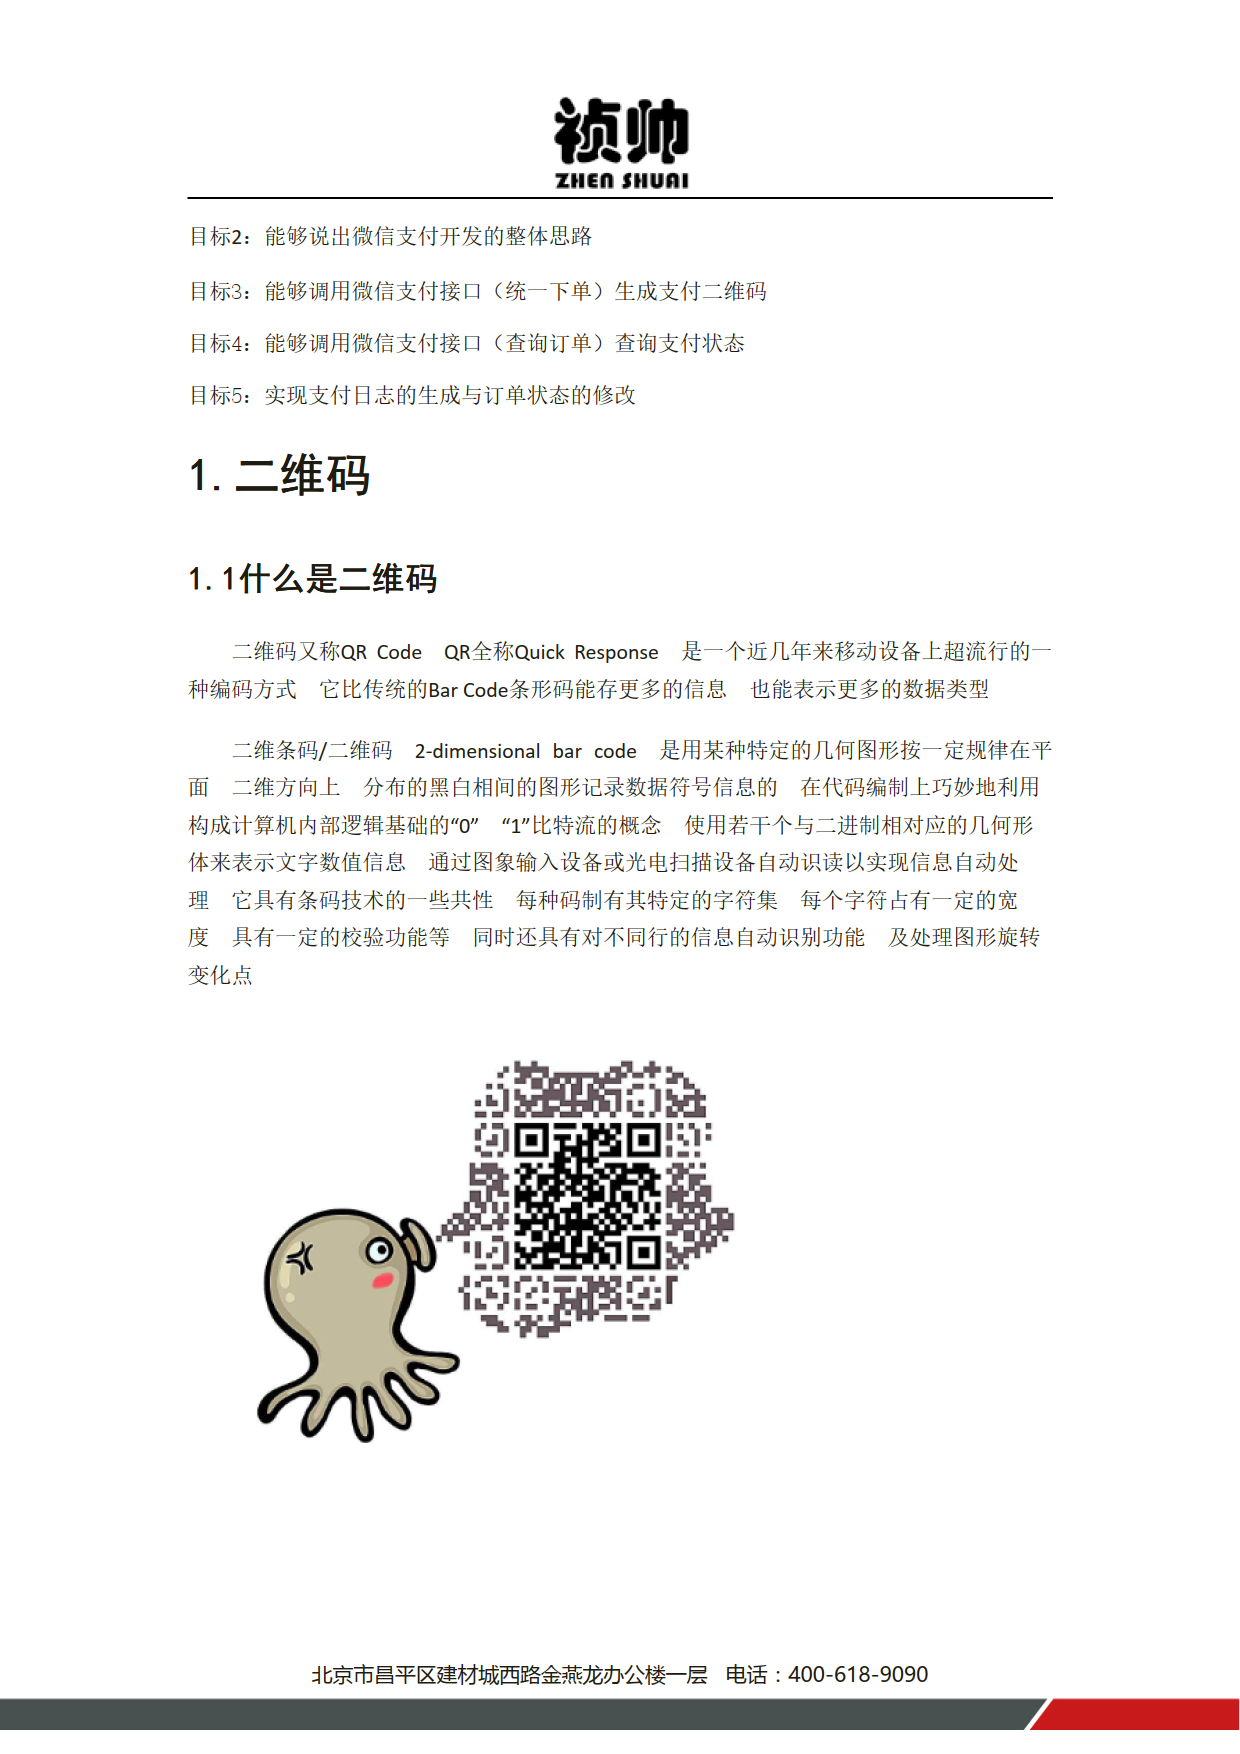 祯帅
ZHEN SHUAI
目标2：能够说出微信支付开发的整体思路
目标3：能够调用微信支付接口（统一下单）生成支付二维码
目标4：能够调用微信支付接口（查询订单）查询支付状态
目标5：实现支付日志的生成与订单状态的修改
1.二维码
1.1什么是二维码
二维码又称QR Code　QR全称Quick Response　是一个近几年来移动设备上超流行的一
种编码方式　它比传统的Bar Code条形码能存更多的信息　也能表示更多的数据类型
二维条码/二维码　2-dimensional bar code　是用某种特定的几何图形按一定规律在平
面　二维方向上　分布的黑白相间的图形记录数据符号信息的　在代码编制上巧妙地利用
构成计算机内部逻辑基础的“0”　“1”比特流的概念　使用若干个与二进制相对应的几何形
体来表示文字数值信息　通过图象输入设备或光电扫描设备自动识读以实现信息自动处
理　它具有条码技术的一些共性　每种码制有其特定的字符集　每个字符占有一定的宽
度　具有一定的校验功能等　同时还具有对不同行的信息自动识别功能　及处理图形旋转
变化点
北京市昌平区建材城西路金燕龙办公楼一层　电话：400-618-9090